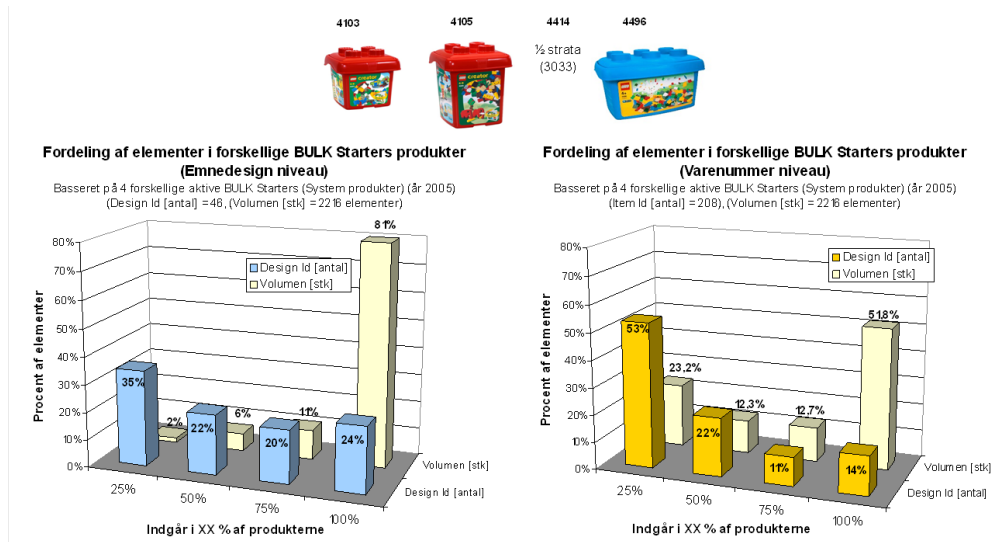 4103
4105
4414
4496
½ strata
(3033)
Fordeling af elementer i forskellige BULK Starters produkter
(Emnedesign niveau)
Basseret på 4 forskellige aktive BULK Starters (System produkter) (år 2005)
(Design Id [antal] =46, (Volumen [stk] = 2216 elementer)
81%
80%
70%
60%
50%
40%
30%
20%
10%
0%
Procent af elementer
Design Id [antal]
Volumen [stk]
35%
2%
22%
6%
20%
11%
24%
Volumen [stk]
Design Id [antal]
25%
50%
75%
100%
Indgår i XX % af produkterne
Fordeling af elementer i forskellige BULK Starters produkter
(Varenummer niveau)
Basseret på 4 forskellige aktive BULK Starters (System produkter) (år 2005)
(Item Id [antal] = 208), (Volumen [stk] = 2216 elementer)
80%
70%
60%
50%
40%
30%
20%
10%
0%
Procent af elementer
Design Id [antal]
Volumen [stk]
53%
23,2%
22%
12,3%
11%
12,7%
14%
51,8%
Volumen [stk]
Design Id [antal]
25%
50%
75%
100%
Indgår i XX % af produkterne